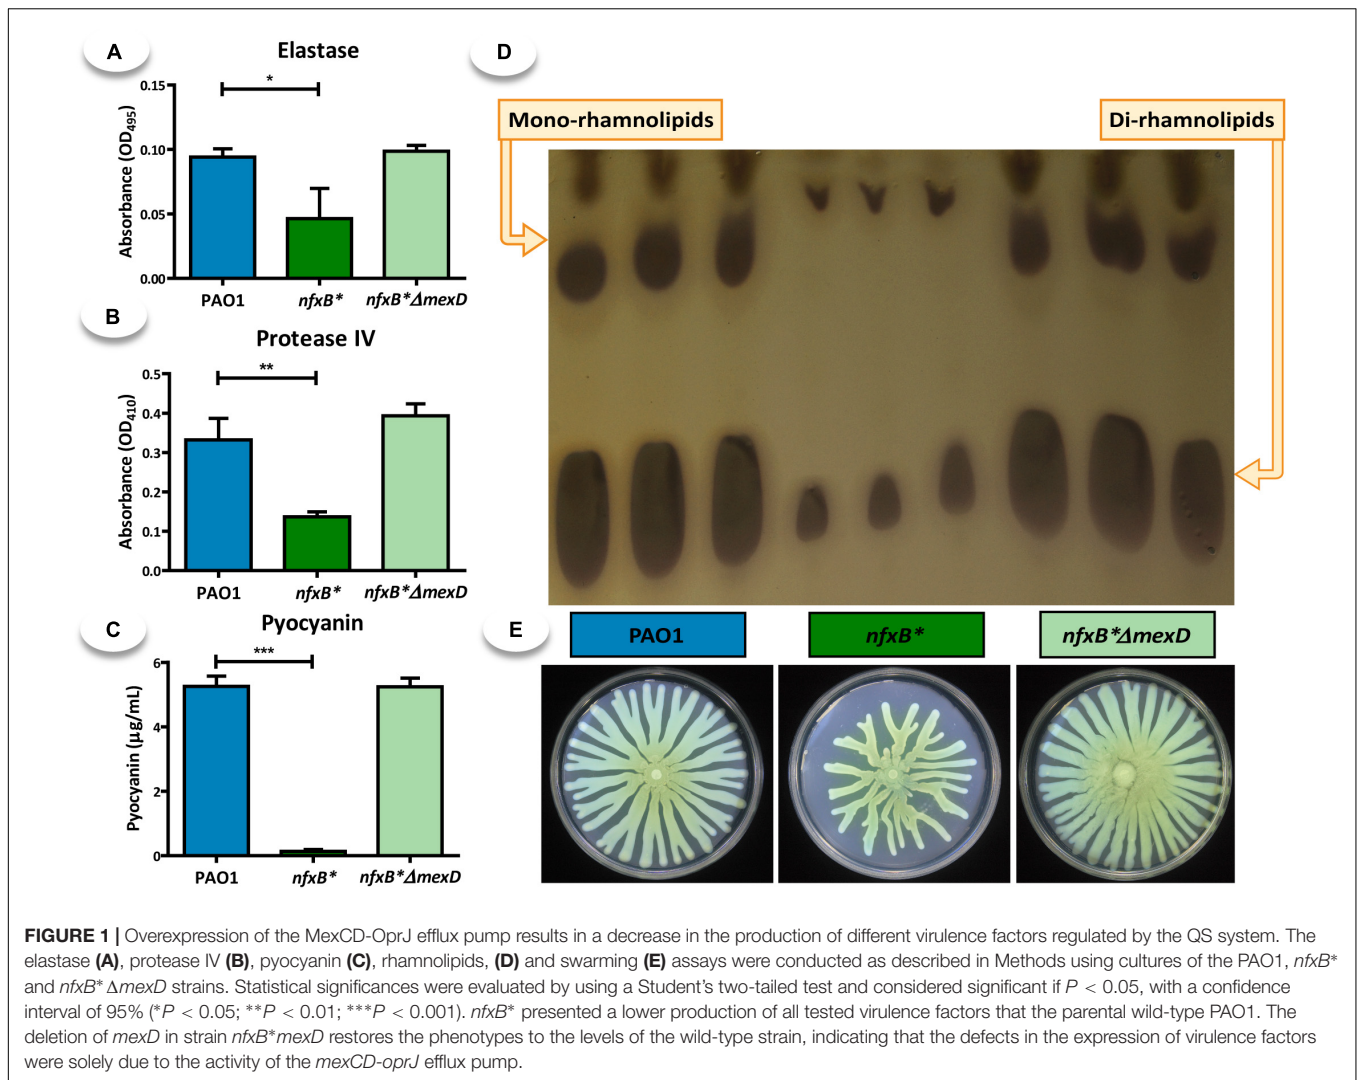 A
Elastase
*
0.15
0.10
0.05
0.00
Absorbance (OD495)
PAO1 nfxB* nfxB*ΔmexD
B
Protease IV
**
0.5
0.4
0.3
0.2
0.1
0.0
Absorbance (OD410)
PAO1 nfxB* nfxB*ΔmexD
C
Pyocyanin
***
6
4
2
0
Pyocyanin (µg/mL)
PAO1 nfxB* nfxB*ΔmexD
D
Mono-rhamnolipids
Di-rhamnolipids
E
PAO1 nfxB* nfxB*ΔmexD
FIGURE 1 | Overexpression of the MexCD-OprJ efflux pump results in a decrease in the production of different virulence factors regulated by the QS system. The
elastase (A), protease IV (B), pyocyanin (C), rhamnolipids, (D) and swarming (E) assays were conducted as described in Methods using cultures of the PAO1, nfxB*
and nfxB* ΔmexD strains. Statistical significances were evaluated by using a Student's two-tailed test and considered significant if P < 0.05, with a confidence
interval of 95% (*P < 0.05; **P < 0.01; ***P < 0.001). nfxB* presented a lower production of all tested virulence factors that the parental wild-type PAO1. The
deletion of mexD in strain nfxB*mexD restores the phenotypes to the levels of the wild-type strain, indicating that the defects in the expression of virulence factors
were solely due to the activity of the mexCD-oprJ efflux pump.